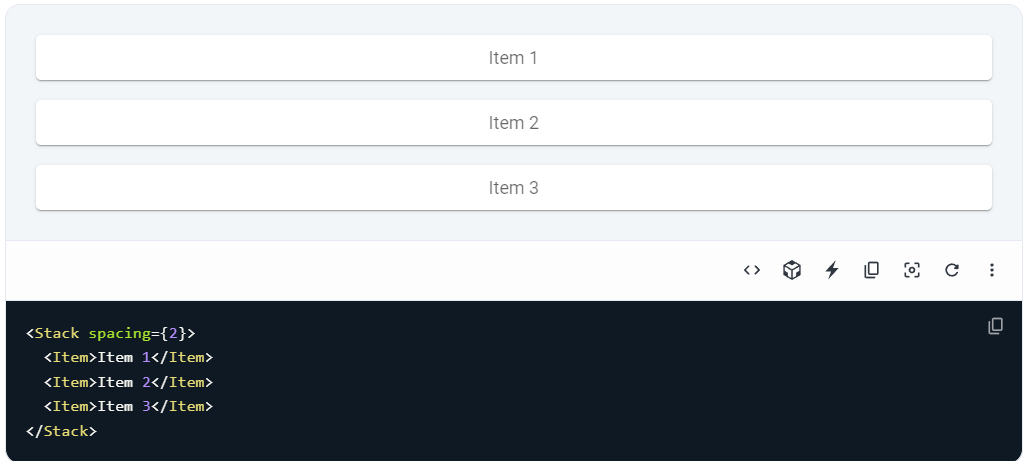 Item 1
Item 2
Item 3
<Stack spacing={2}>
  <Item>Item 1</Item>
  <Item>Item 2</Item>
  <Item>Item 3</Item>
</Stack>